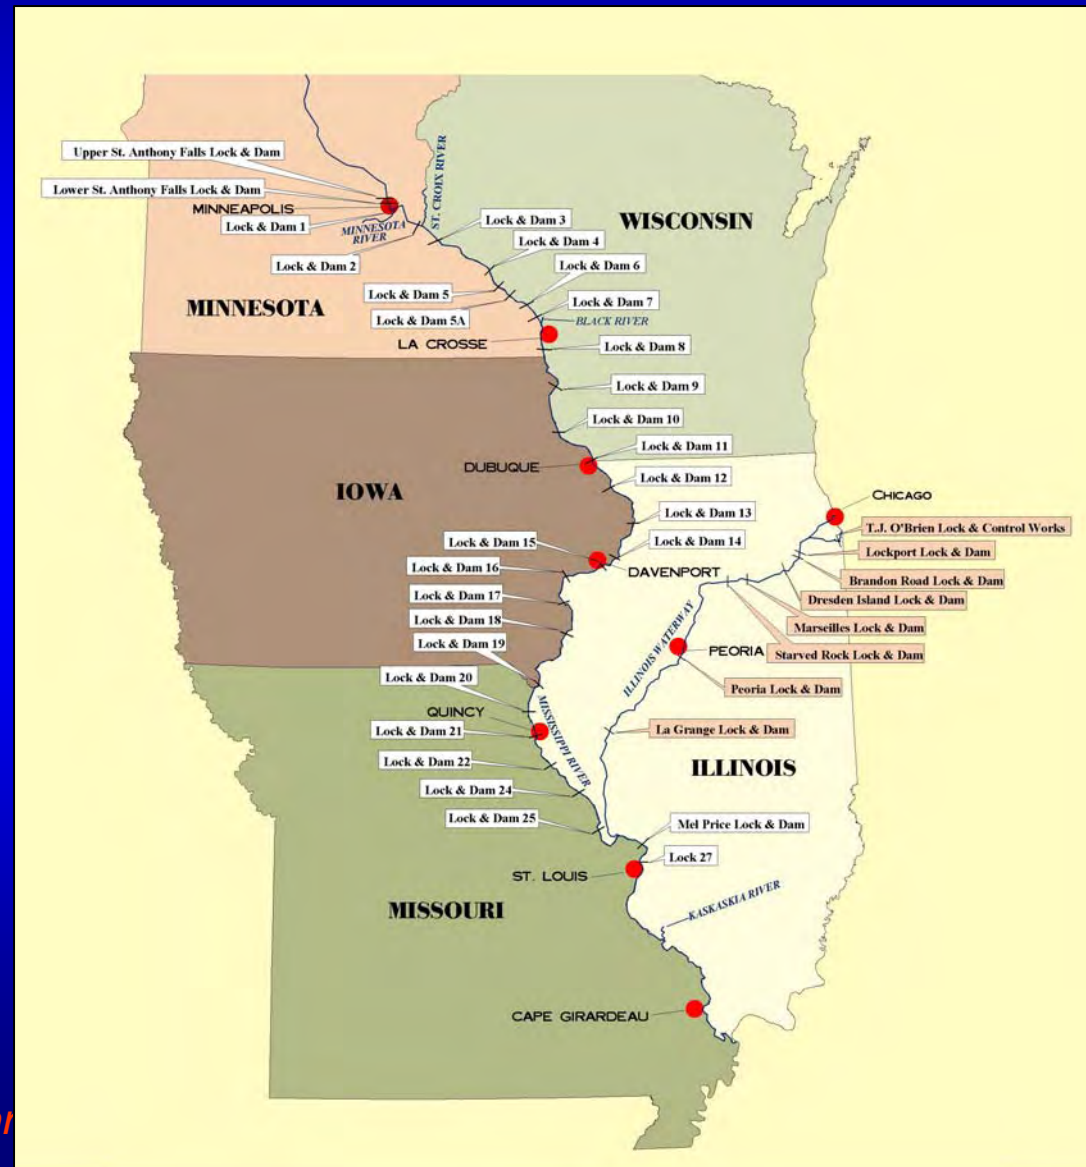 Upper St. Anthony Falls Lock & Dam
Lower St. Anthony Falls Lock & Dam
MINNEAPOLIS
Lock & Dam 1
MINNESOTA
RIVER
ST. CROIX RIVER
Lock & Dam 2
Lock & Dam 3
WISCONSIN
Lock & Dam 4
Lock & Dam 6
Lock & Dam 5
MINNESOTA
Lock & Dam 7
Lock & Dam 5A
BLACK RIVER
LA CROSSE
Lock & Dam 8
Lock & Dam 9
Lock & Dam 10
Lock & Dam 11
DUBUQUE
Lock & Dam 12
IOWA
CHICAGO
Lock & Dam 13
T.J. O'Brien Lock & Control Works
Lock & Dam 15
Lock & Dam 14
Lockport Lock & Dam
Lock & Dam 16
DAVENPORT
Brandon Road Lock & Dam
Lock & Dam 17
Dresden Island Lock & Dam
Lock & Dam 18
Marseilles Lock & Dam
Lock & Dam 19
ILLINOIS WATERWAY
PEORIA
Starved Rock Lock & Dam
Lock & Dam 20
Peoria Lock & Dam
QUINCY
MISSISSIPPI RIVER
Lock & Dam 21
La Grange Lock & Dam
Lock & Dam 22
ILLINOIS
Lock & Dam 24
Lock & Dam 25
Mel Price Lock & Dam
Lock 27
ST. LOUIS
KASKASKIA RIVER
MISSOURI
CAPE GIRARDEAU